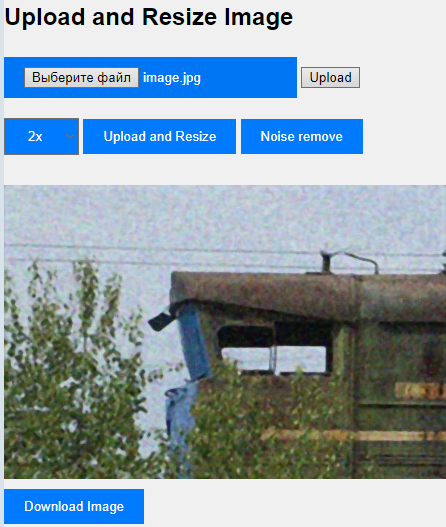 Upload and Resize Image
Выберите файл image.jpg Upload
2x Upload and Resize Noise remove
Download Image